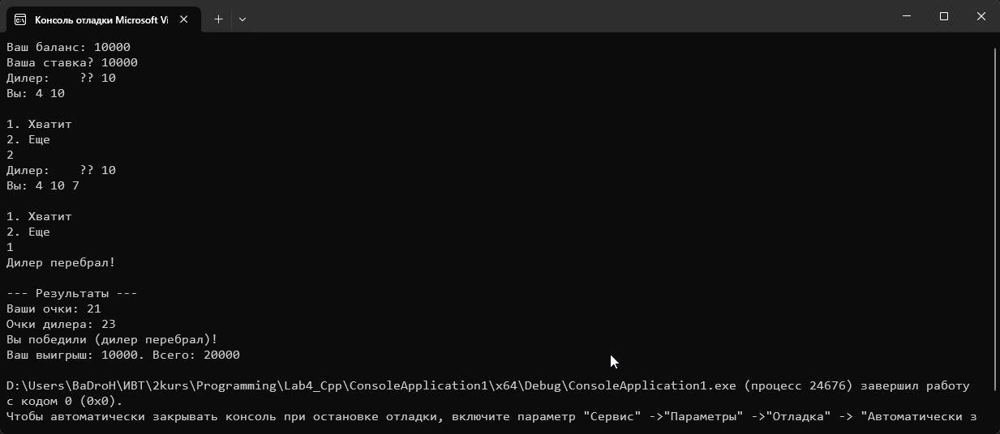 Консоль отладки Microsoft Vi
Ваш баланс: 10000
Ваша ставка? 10000
Дилер:    ?? 10
Вы: 4 10
1. Хватит
2. Еще
2
Дилер:    ?? 10
Вы: 4 10 7
1. Хватит
2. Еще
1
Дилер перебрал!
--- Результаты ---
Ваши очки: 21
Очки дилера: 23
Вы победили (дилер перебрал)!
Ваш выигрыш: 10000. Всего: 20000
D:\Users\BaDroH\ИВТ\2kurs\Programming\Lab4_Cpp\ConsoleApplication1\x64\Debug\ConsoleApplication1.exe (процесс 24676) завершил работу
с кодом 0 (0x0).
Чтобы автоматически закрывать консоль при остановке отладки, включите параметр "Сервис" ->"Параметры" ->"Отладка" -> "Автоматически з